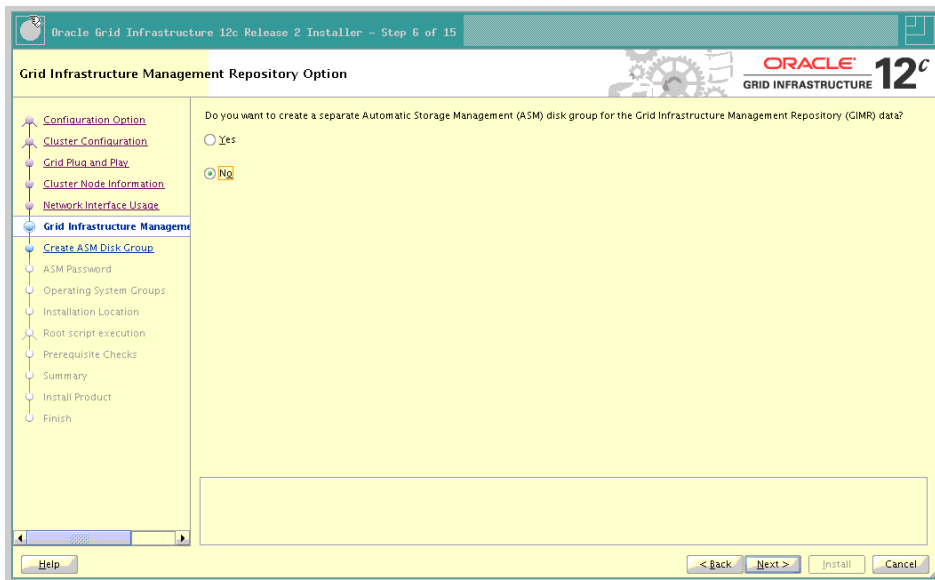 Oracle Grid Infrastructure 12c Release 2 Installer - Step 6 of 15
Grid Infrastructure Management Repository Option
ORACLE
GRID INFRASTRUCTURE
12c
Configuration Option
Cluster Configuration
Grid Plug and Play
Cluster Node Information
Network Interface Usage
Grid Infrastructure Manageme
Create ASM Disk Group
ASM Password
Operating System Groups
Installation Location
Root script execution
Prerequisite Checks
Summary
Install Product
Finish
Do you want to create a separate Automatic Storage Management (ASM) disk group for the Grid Infrastructure Management Repository (GIMR) data?
Yes
No
Help
< Back
Next >
Install
Cancel